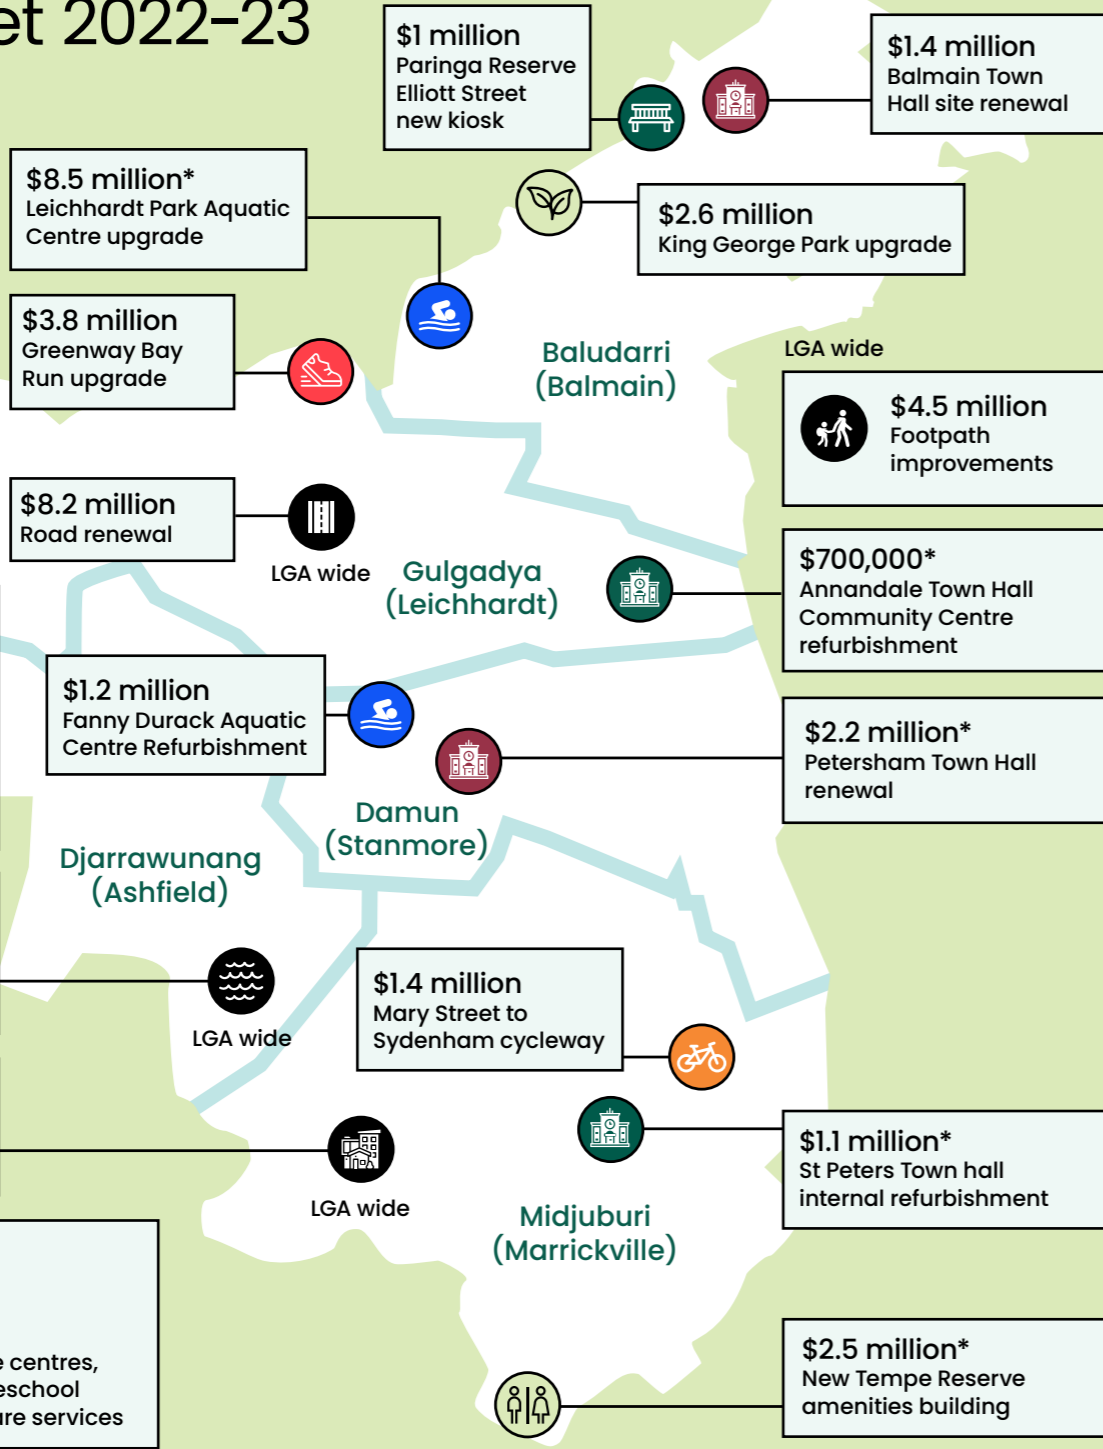 et 2022-23
$1 million
Paringa Reserve
Elliott Street
new kiosk
$1.4 million
Balmain Town
Hall site renewal
$8.5 million*
Leichhardt Park Aquatic
Centre upgrade
$2.6 million
King George Park upgrade
$3.8 million
Greenway Bay
Run upgrade
Baludarri
(Balmain)
LGA wide
$4.5 million
Footpath
improvements
$8.2 million
Road renewal
LGA wide
Gulgadya
(Leichhardt)
$700,000*
Annandale Town Hall
Community Centre
refurbishment
$1.2 million
Fanny Durack Aquatic
Centre Refurbishment
$2.2 million*
Petersham Town Hall
renewal
Damun
(Stanmore)
Djarrawunang
(Ashfield)
LGA wide
$1.4 million
Mary Street to
Sydenham cycleway
$1.1 million*
St Peters Town hall
internal refurbishment
LGA wide
Midjuburi
(Marrickville)
e centres,
eschool
are services
$2.5 million*
New Tempe Reserve
amenities building